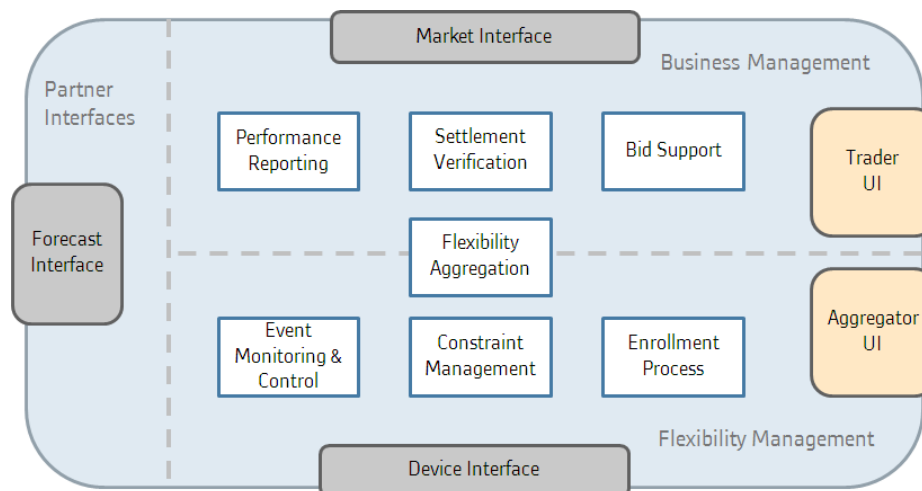 Market Interface
Business Management
Partner
Interfaces
Performance
Reporting
Settlement
Verification
Bid Support
Trader
UI
Forecast
Interface
Flexibility
Aggregation
Event
Monitoring &
Control
Constraint
Management
Enrollment
Process
Aggregator
UI
Flexibility Management
Device Interface